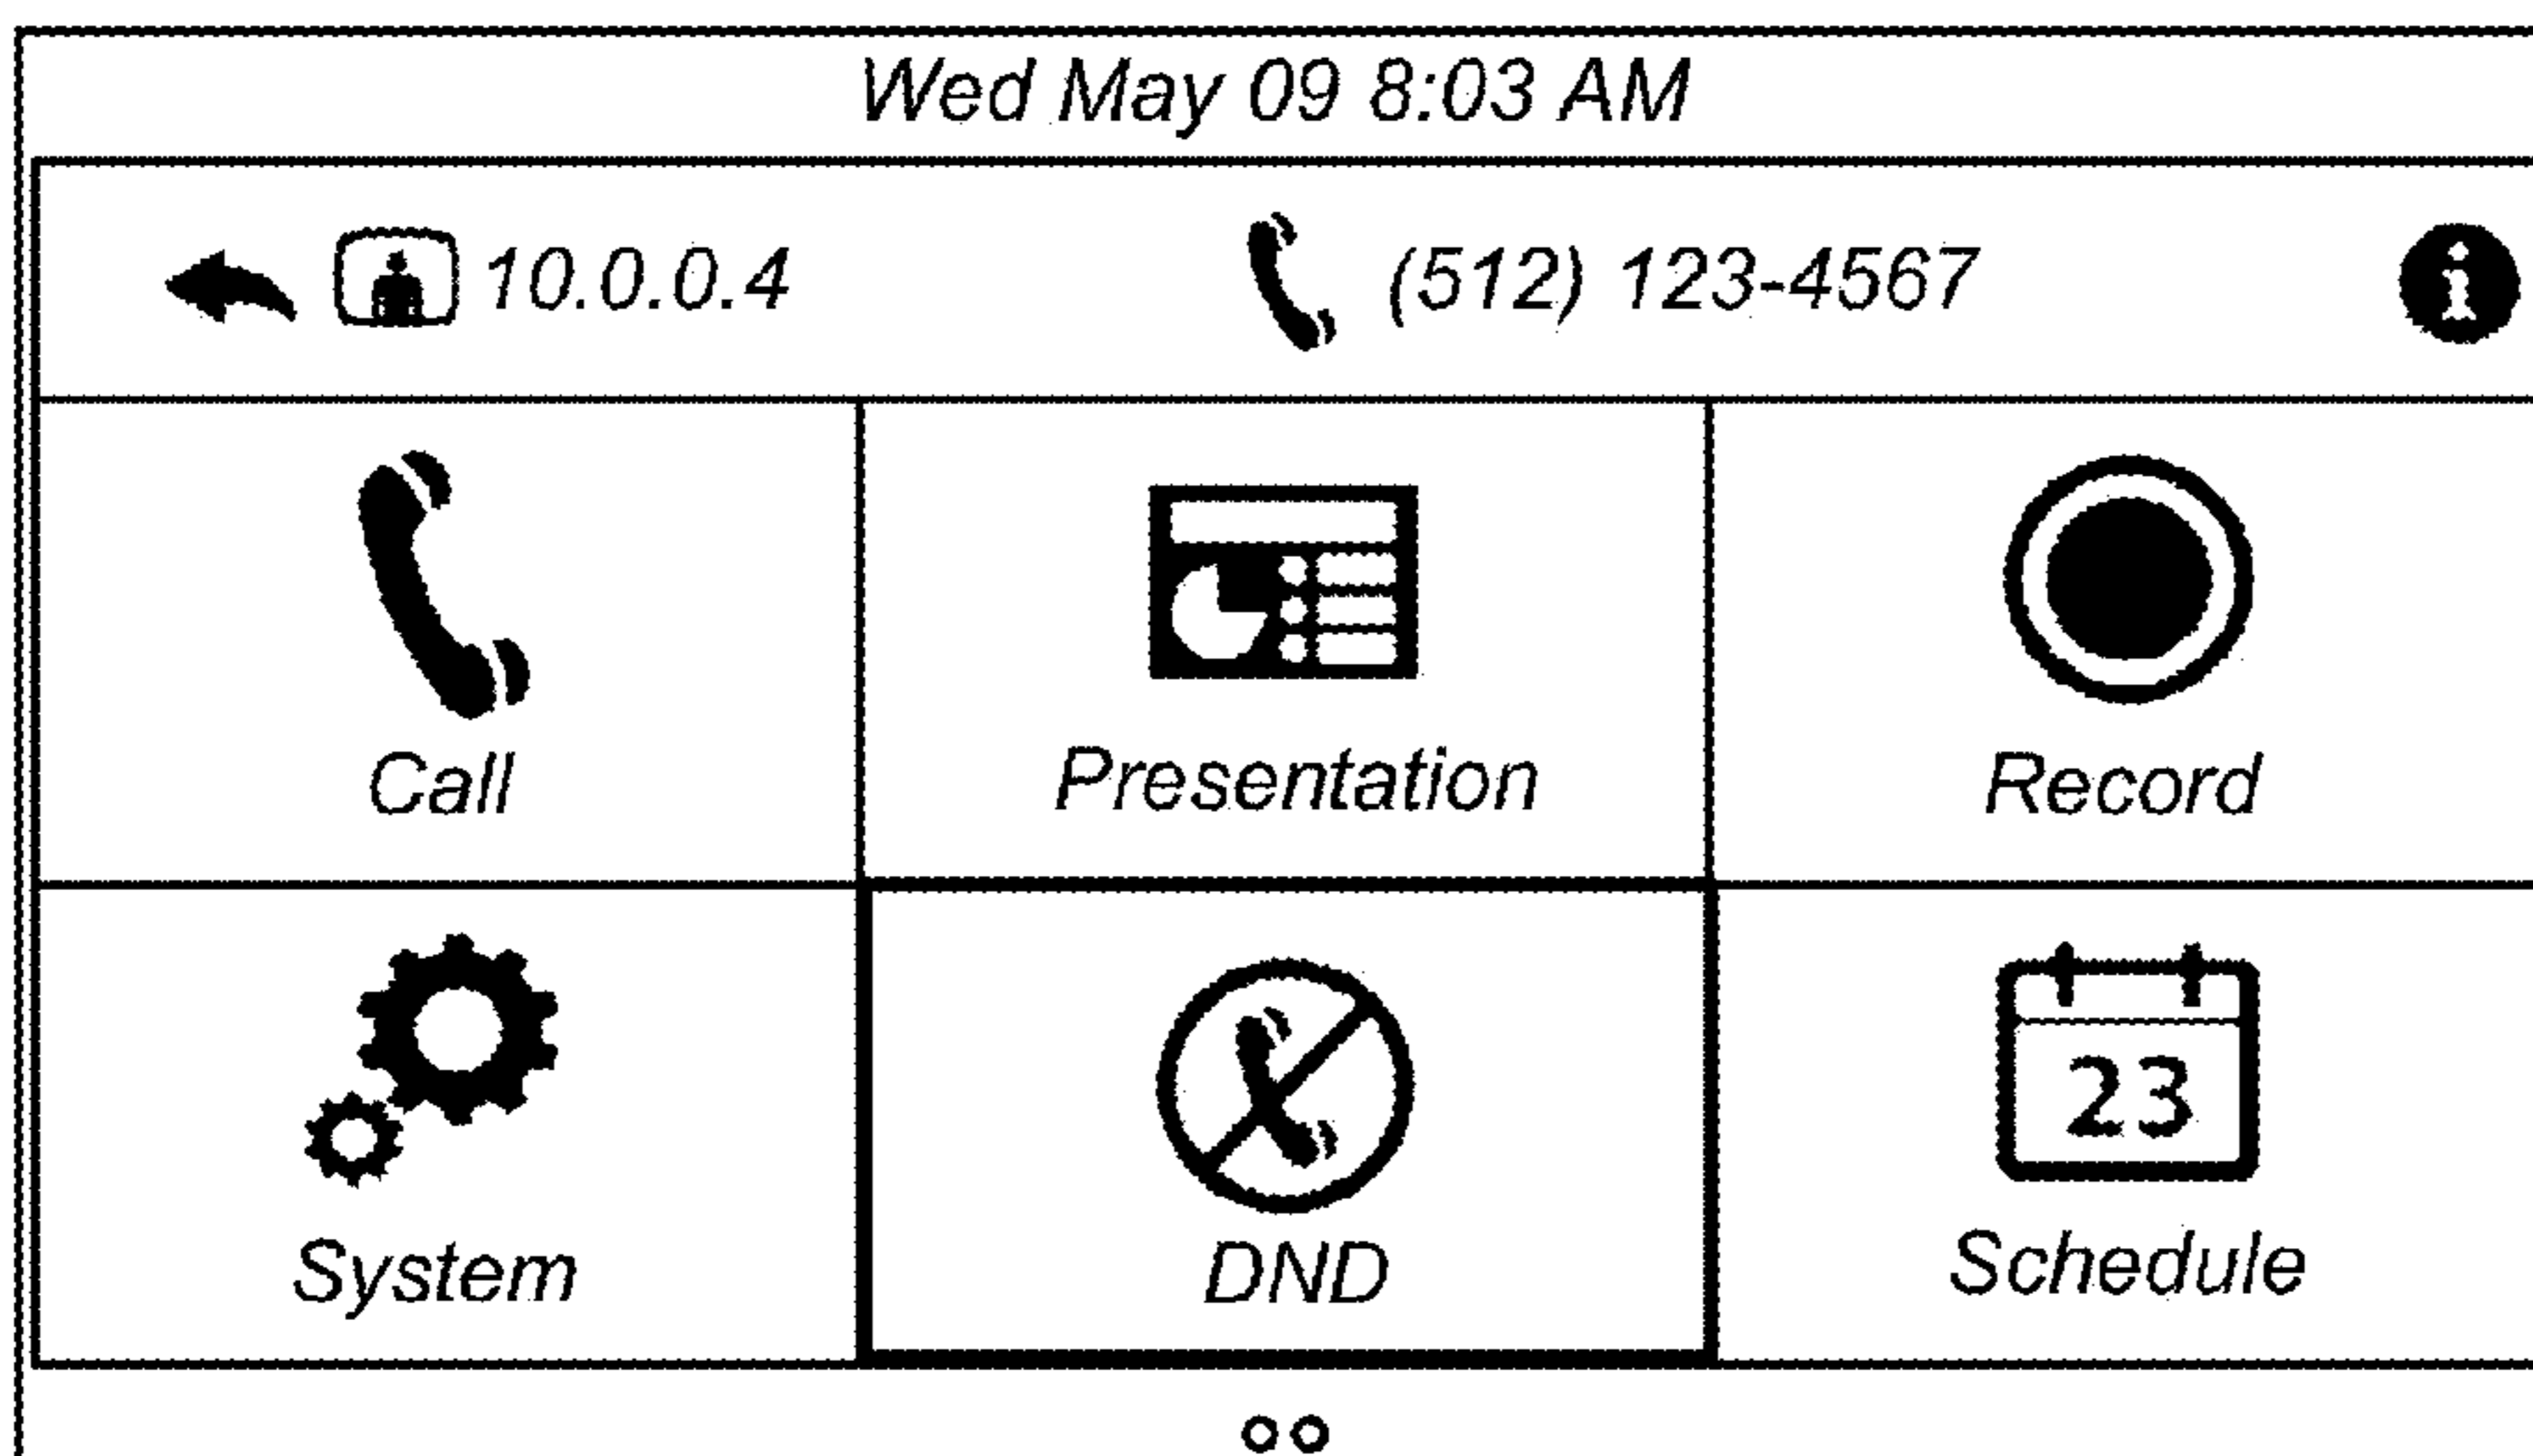 Wed May 09 8:03 AM
10.0.0.4 (512) 123-4567 i
Call Presentation Record
23
System DND Schedule